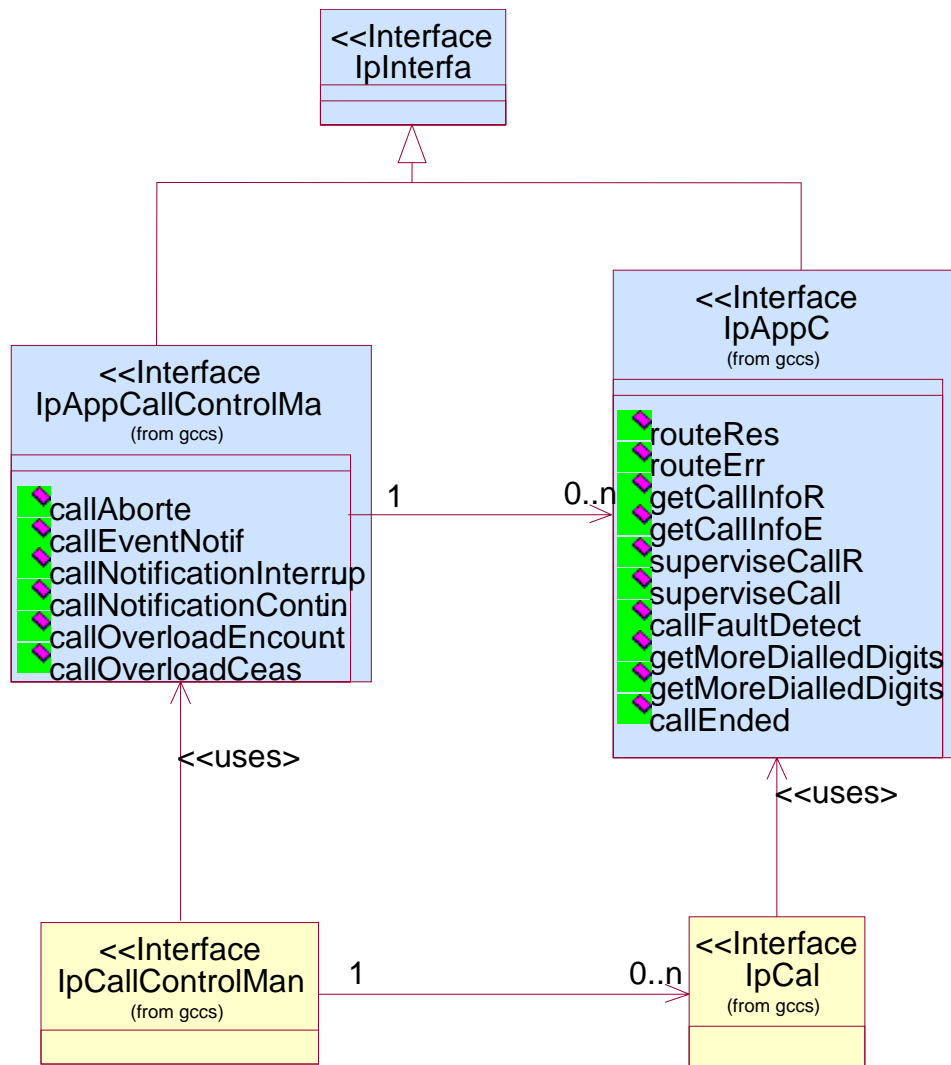 <<Interface
IpInterfa
<<Interface
IpAppC
(from gccs)
routeRes
routeErr
getCallInfoR
getCallInfoE
superviseCallR
superviseCall
callFaultDetect
getMoreDialledDigits
getMoreDialledDigits
callEnded
<<Interface
IpAppCallControlMa
(from gccs)
callAborte
callEventNotif
callNotificationInterrup
callNotificationContin
callOverloadEncount
callOverloadCeas
1
0..n
<<uses>
<<uses>
<<Interface
IpCallControlMan
(from gccs)
1
0..n
<<Interface
IpCal
(from gccs)